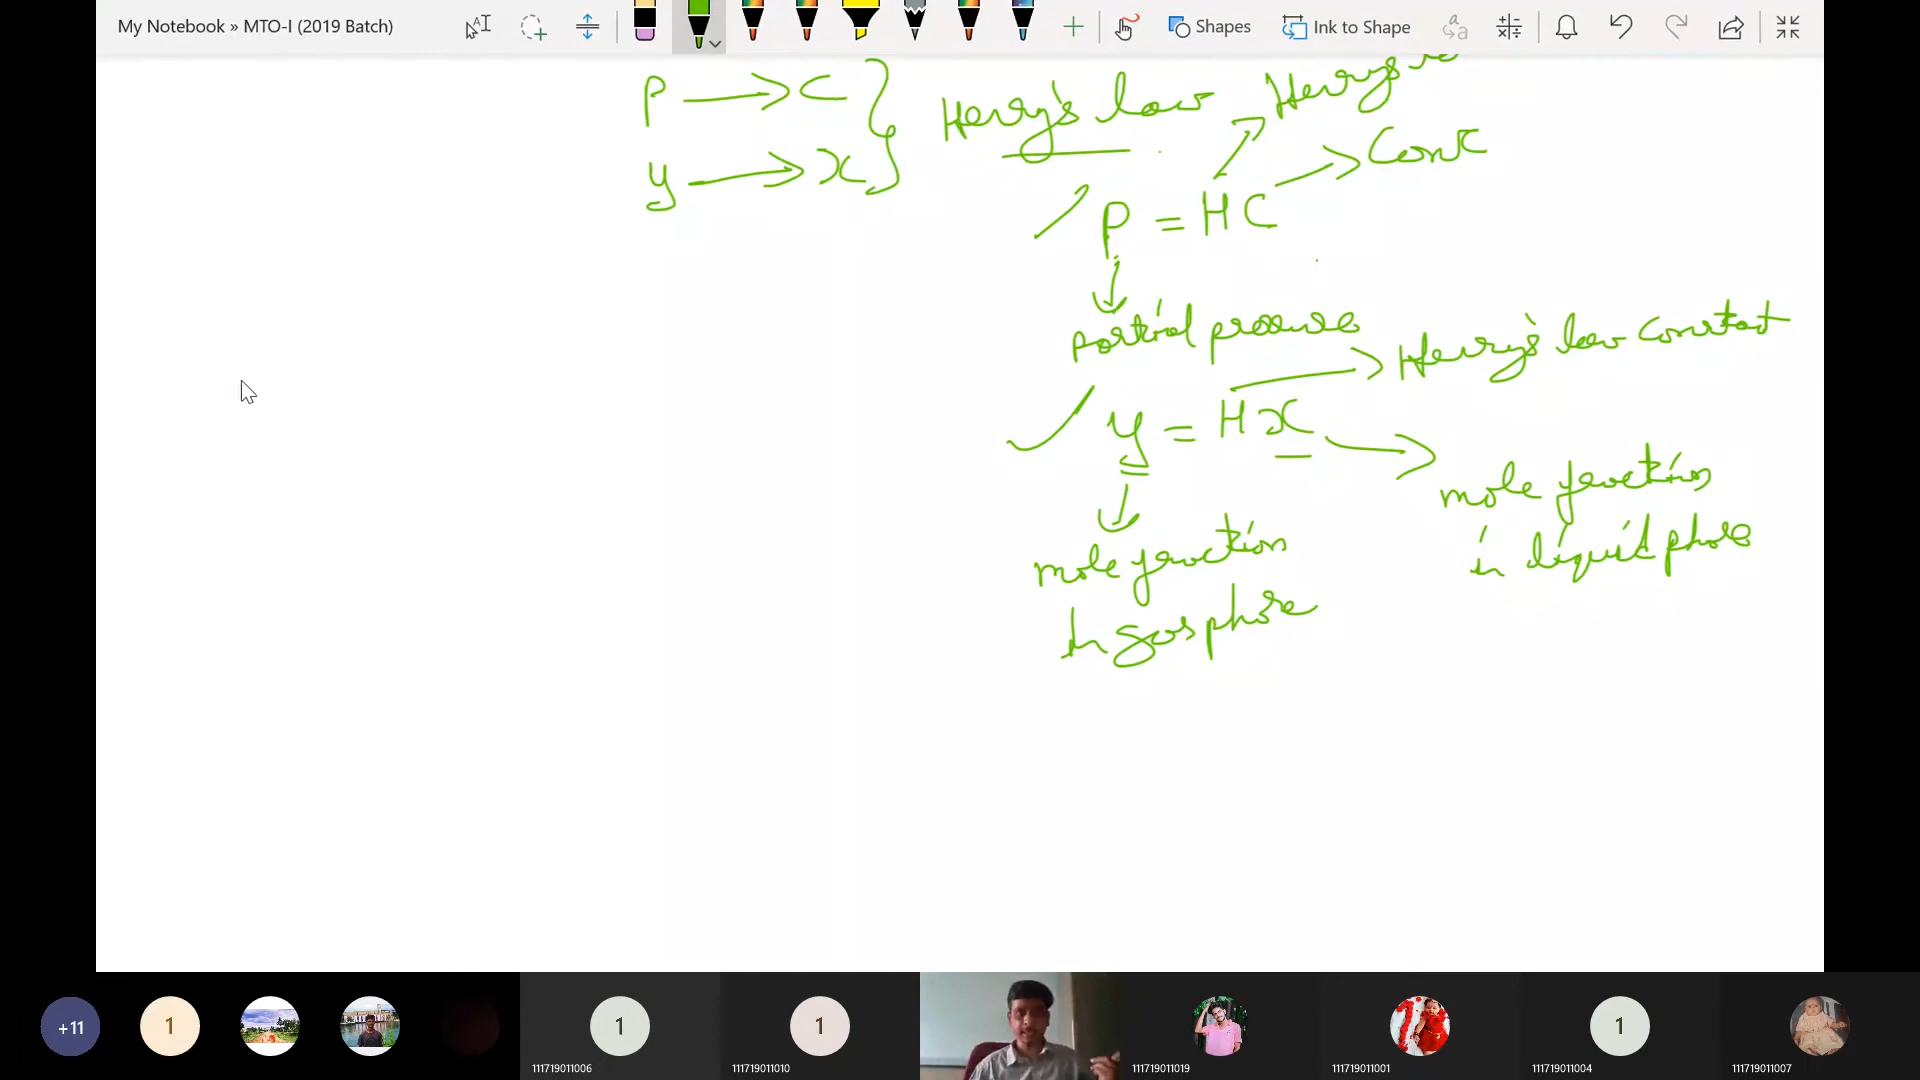 My Notebook » MTO-I (2019 Batch)
Shapes
Ink to Shape
P → C
y → x
Henry's law
Henry's
Conc
P = HC
Partial pressure
Henry's law constant
y = Hx
mole fraction
in liquid phase
mole fraction
in gas phase
+11
1
1
1
1
111719011006
111719011010
111719011019
111719011001
111719011004
111719011007